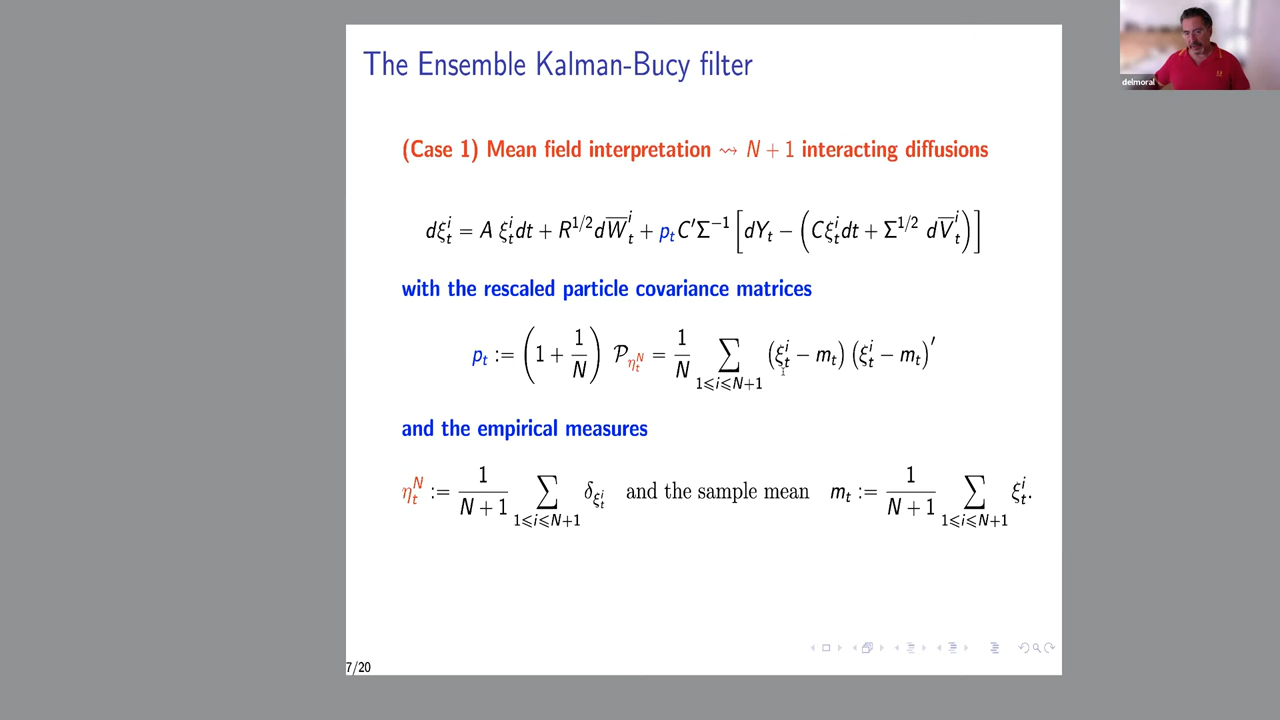 The Ensemble Kalman-Bucy filter
delmoral
(Case 1) Mean field interpretation ⇝ N + 1 interacting diffusions
dξ_t^i = A ξ_t^i dt + R^{1/2} dW̅_t^i + p_t C′Σ^{-1} [dY_t − (Cξ_t^i dt + Σ^{1/2} dV̅_t^i)]
with the rescaled particle covariance matrices
p_t := (1 + 1/N) 𝒫_{η_t^N} = 1/N ∑_{1⩽i⩽N+1} (ξ_t^i − m_t) (ξ_t^i − m_t)′
and the empirical measures
η_t^N := 1/(N + 1) ∑_{1⩽i⩽N+1} δ_{ξ_t^i} and the sample mean m_t := 1/(N + 1) ∑_{1⩽i⩽N+1} ξ_t^i.
7/20